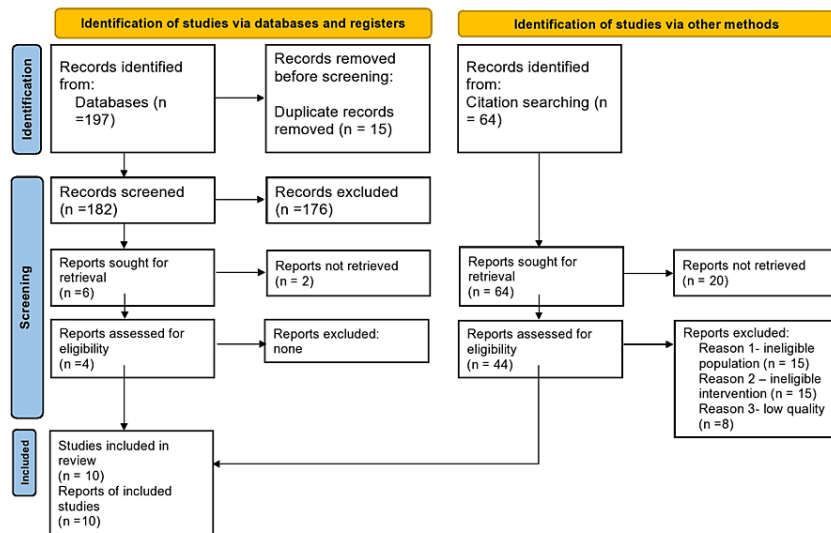 Identification of studies via databases and registers
Identification of studies via other methods
Identification
Records identified
from:
Databases (n
=197)
Records removed
before screening:
Duplicate records
removed (n = 15)
Records identified
from:
Citation searching (n
= 64)
Screening
Records screened
(n =182)
Records excluded
(n =176)
Reports sought for
retrieval
(n =6)
Reports not retrieved
(n = 2)
Reports sought for
retrieval
(n = 64)
Reports not retrieved
(n = 20)
Reports assessed for
eligibility
(n =4)
Reports excluded:
none
Reports assessed for
eligibility
(n = 44)
Reports excluded:
Reason 1- ineligible
population (n = 15)
Reason 2 – ineligible
intervention (n = 15)
Reason 3- low quality
(n =8)
Included
Studies included in
review
(n = 10)
Reports of included
studies
(n =10)